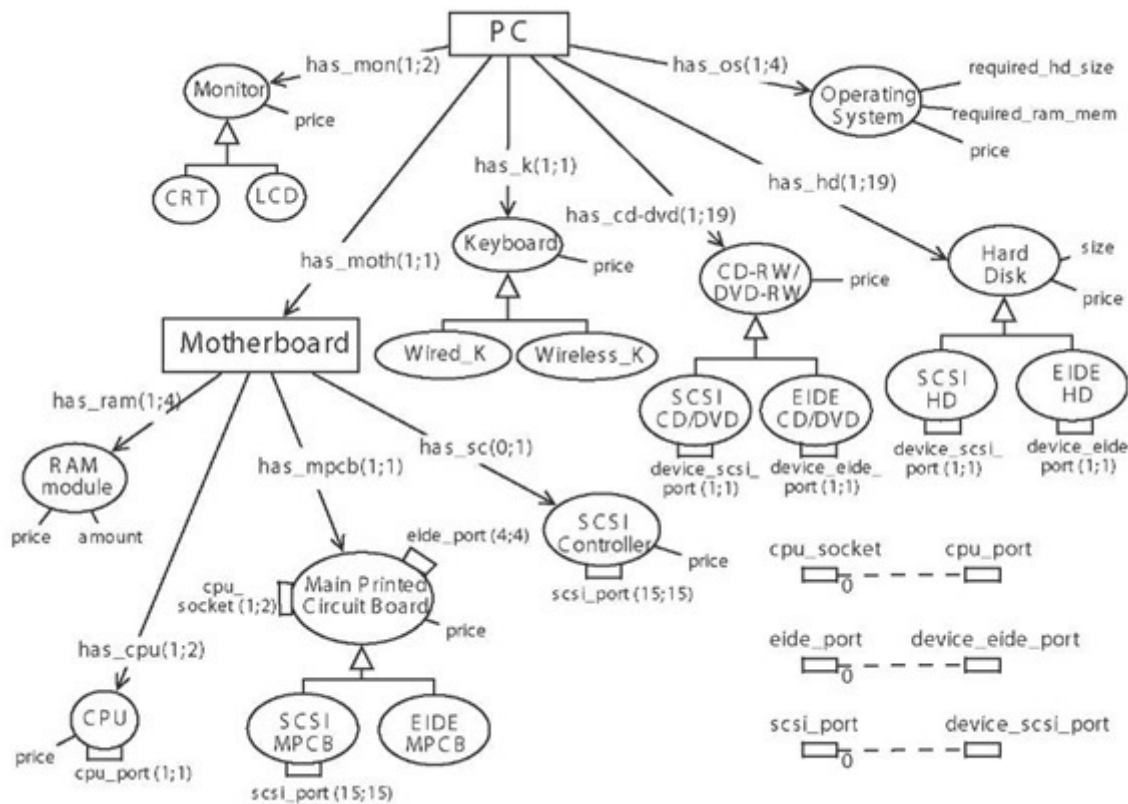 PC
has_mon(1;2)
has_os(1;4)
required_hd_size
Monitor
Operating
System
required_ram_mem
price
price
CRT
LCD
has_k(1;1)
has_hd(1;19)
has_cd-dvd(1;19)
Keyboard
price
has_moth(1;1)
CD-RW/
DVD-RW
price
Hard
Disk
size
price
Motherboard
Wired_K
Wireless_K
SCSI
CD/DVD
EIDE
CD/DVD
SCSI
HD
EIDE
HD
device_scsi_
port (1;1)
device_eide_
port (1;1)
device_scsi_
port (1;1)
device_eide
port (1;1)
has_ram(1;4)
has_mpcb(1;1)
has_sc(0;1)
RAM
module
price
amount
eide_port (4;4)
SCSI
Controller
price
scsi_port (15;15)
cpu_
socket (1;2)
Main Printed
Circuit Board
price
cpu_socket
cpu_port
0
eide_port
device_eide_port
0
scsi_port
device_scsi_port
0
has_cpu(1;2)
CPU
price
cpu_port (1;1)
SCSI
MPCB
EIDE
MPCB
scsi_port (15;15)